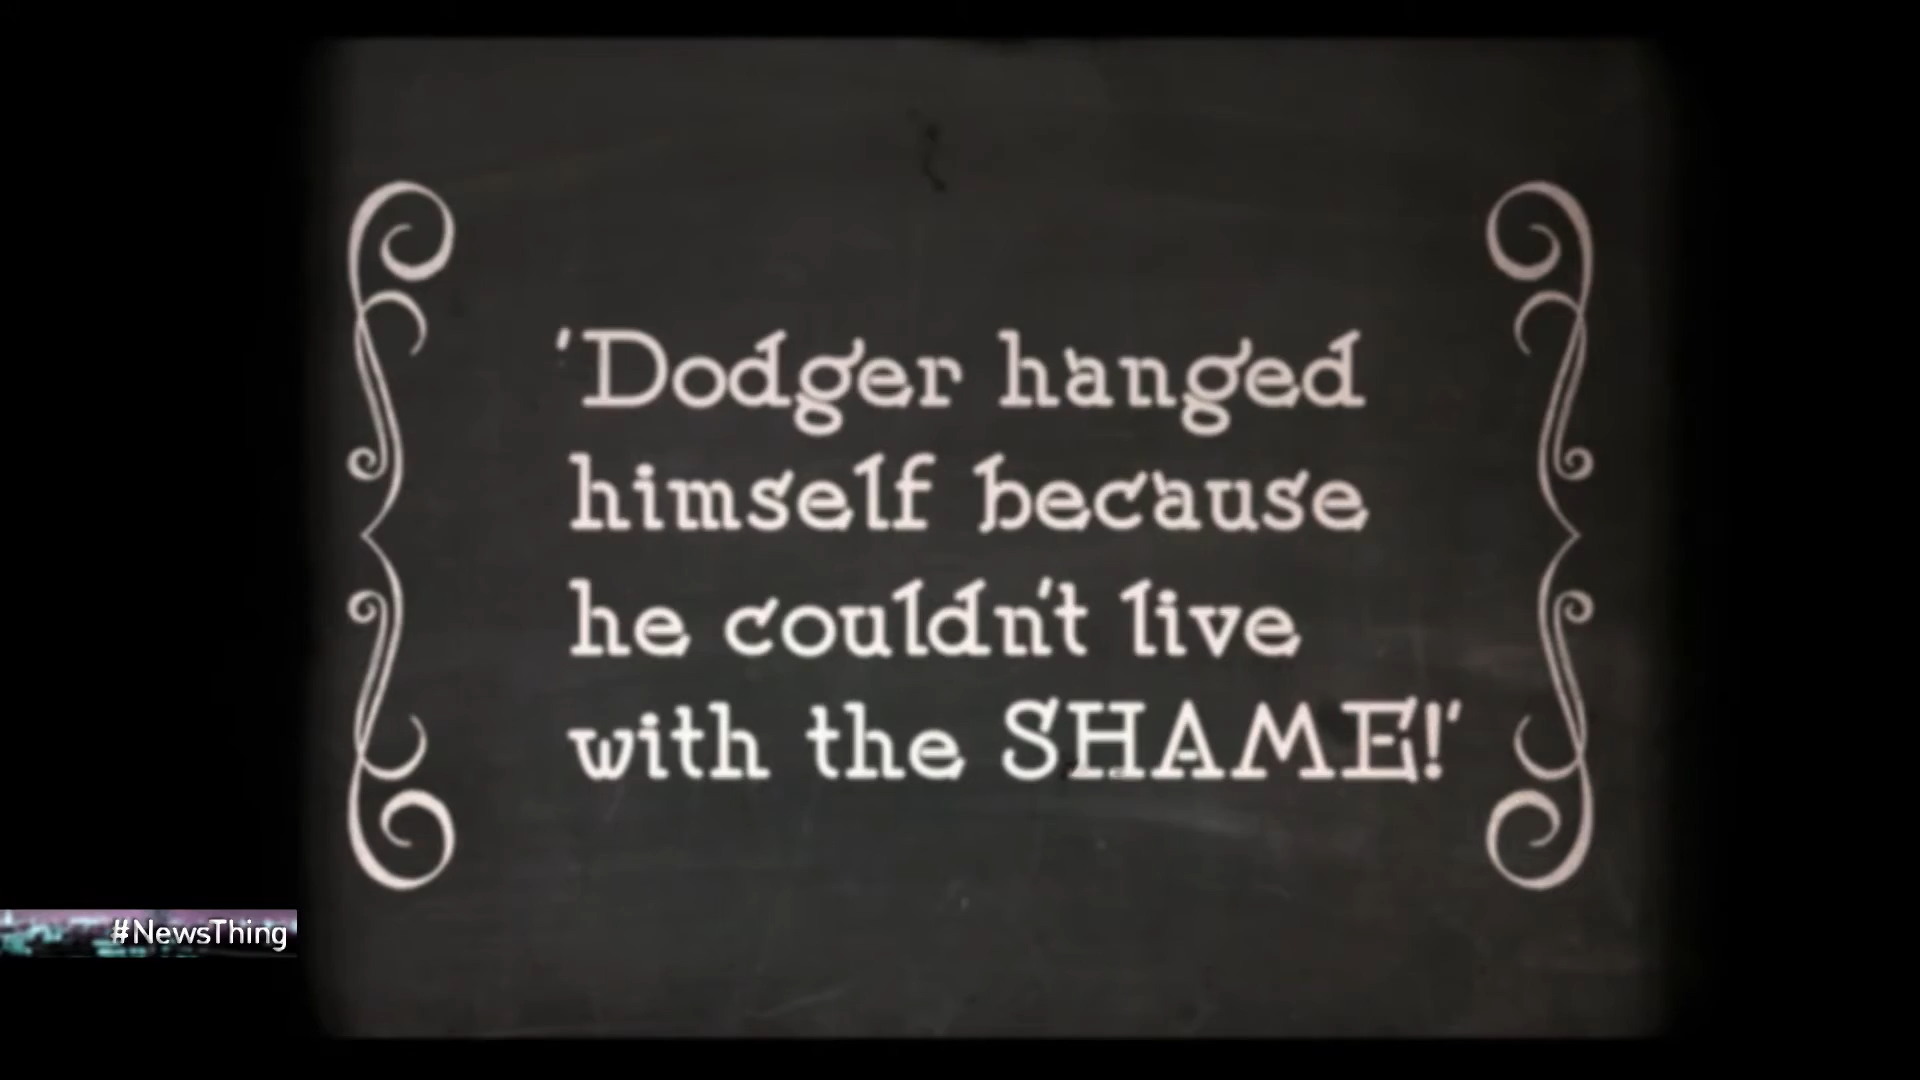 'Dodger hanged
himself because
he couldn't live
with the SHAME!'
#NewsThing